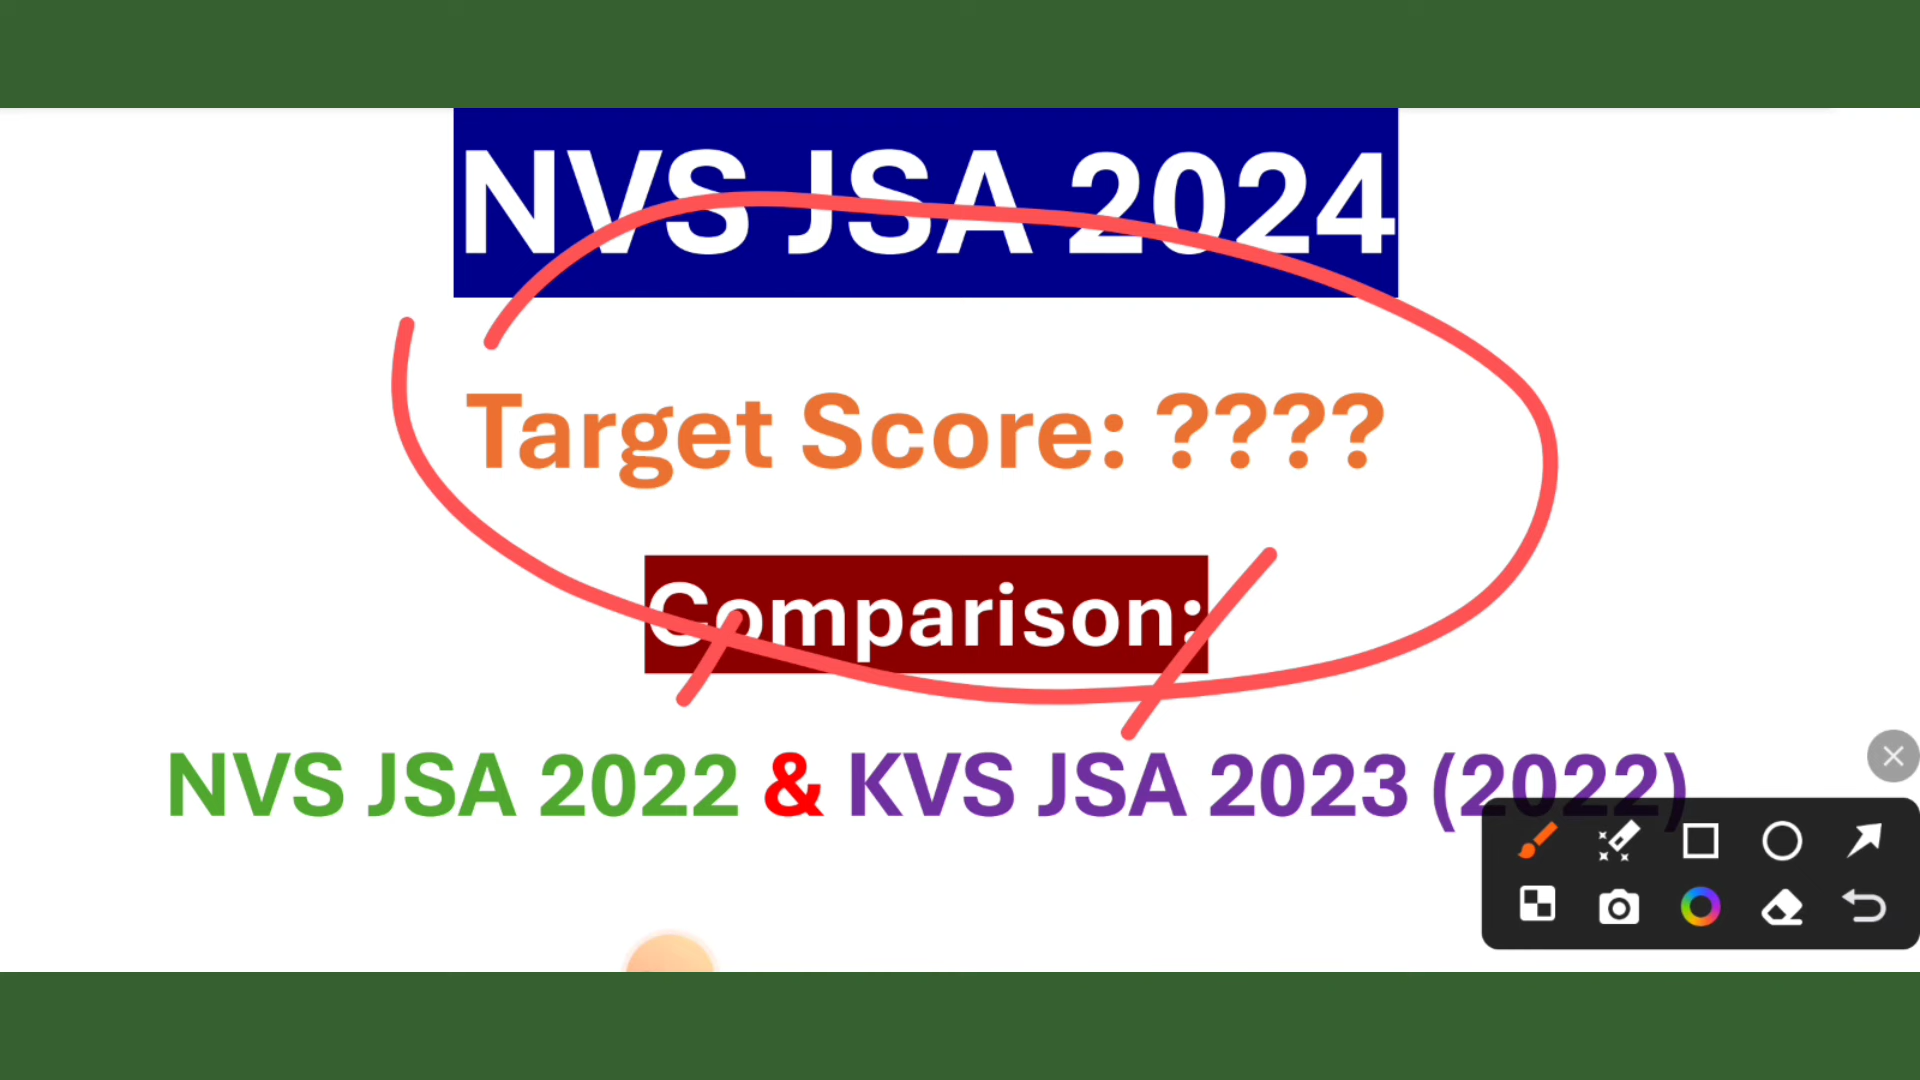 NVS JSA 2024
Target Score: ????
Comparison:
NVS JSA 2022 & KVS JSA 2023 (2022)